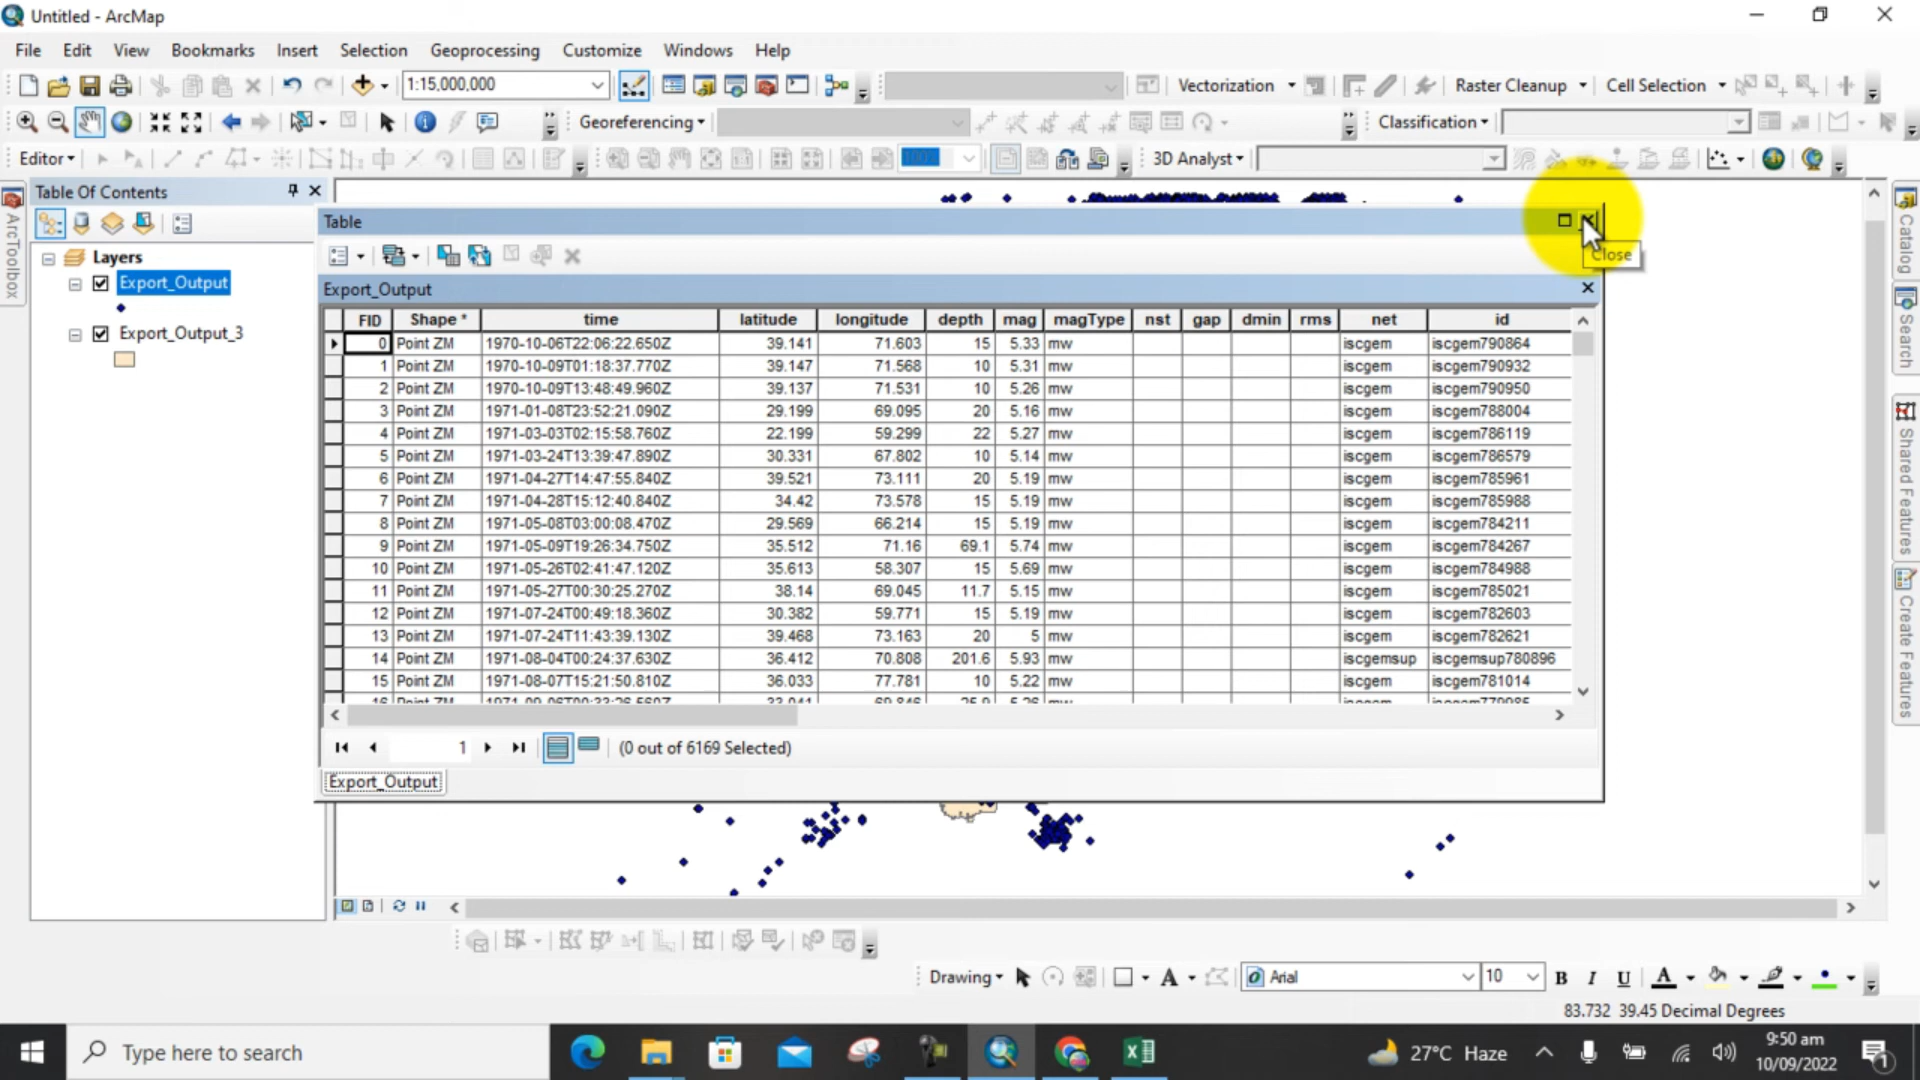 Untitled - ArcMap
File Edit View Bookmarks Insert Selection Geoprocessing Customize Windows Help
1:15,000,000 Vectorization Raster Cleanup Cell Selection
Georeferencing Classification
Editor 100% 3D Analyst
Table Of Contents
ArcToolbox
Layers
Export_Output
Export_Output_3
Table
Close
Export_Output
FID Shape * time latitude longitude depth mag magType nst gap dmin rms net id
0 Point ZM 1970-10-06T22:06:22.650Z 39.141 71.603 15 5.33 mw iscgem iscgem790864
1 Point ZM 1970-10-09T01:18:37.770Z 39.147 71.568 10 5.31 mw iscgem iscgem790932
2 Point ZM 1970-10-09T13:48:49.960Z 39.137 71.531 10 5.26 mw iscgem iscgem790950
3 Point ZM 1971-01-08T23:52:21.090Z 29.199 69.095 20 5.16 mw iscgem iscgem788004
4 Point ZM 1971-03-03T02:15:58.760Z 22.199 59.299 22 5.27 mw iscgem iscgem786119
5 Point ZM 1971-03-24T13:39:47.890Z 30.331 67.802 10 5.14 mw iscgem iscgem786579
6 Point ZM 1971-04-27T14:47:55.840Z 39.521 73.111 20 5.19 mw iscgem iscgem785961
7 Point ZM 1971-04-28T15:12:40.840Z 34.42 73.578 15 5.19 mw iscgem iscgem785988
8 Point ZM 1971-05-08T03:00:08.470Z 29.569 66.214 15 5.19 mw iscgem iscgem784211
9 Point ZM 1971-05-09T19:26:34.750Z 35.512 71.16 69.1 5.74 mw iscgem iscgem784267
10 Point ZM 1971-05-26T02:41:47.120Z 35.613 58.307 15 5.69 mw iscgem iscgem784988
11 Point ZM 1971-05-27T00:30:25.270Z 38.14 69.045 11.7 5.15 mw iscgem iscgem785021
12 Point ZM 1971-07-24T00:49:18.360Z 30.382 59.771 15 5.19 mw iscgem iscgem782603
13 Point ZM 1971-07-24T11:43:39.130Z 39.468 73.163 20 5 mw iscgem iscgem782621
14 Point ZM 1971-08-04T00:24:37.630Z 36.412 70.808 201.6 5.93 mw iscgemsup iscgemsup780896
15 Point ZM 1971-08-07T15:21:50.810Z 36.033 77.781 10 5.22 mw iscgem iscgem781014
1 (0 out of 6169 Selected)
Export_Output
Catalog
Search
Shared Features
Create Features
Drawing A Arial 10 B I U A
83.732 39.45 Decimal Degrees
Type here to search
27°C Haze
9:50 am
10/09/2022
1